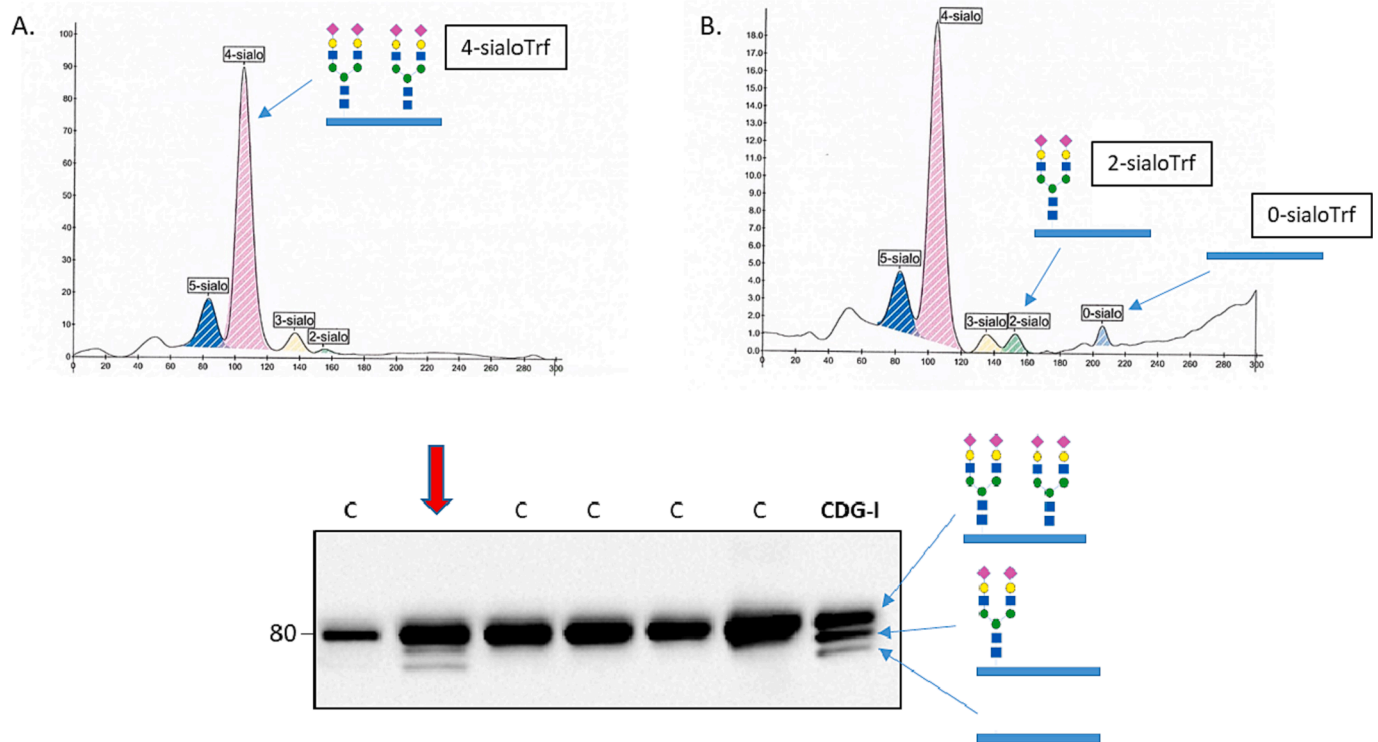 A.
4-sialo
4-sialoTrf
5-sialo
3-sialo
2-sialo
100
90
80
70
60
50
40
30
20
10
0
0 20 40 60 80 100 120 140 160 180 200 220 240 260 280 300
B.
4-sialo
2-sialoTrf
0-sialoTrf
5-sialo
3-sialo 2-sialo
0-sialo
18.0
17.0
16.0
15.0
14.0
13.0
12.0
11.0
10.0
9.0
8.0
7.0
6.0
5.0
4.0
3.0
2.0
1.0
0.0
0 20 40 60 80 100 120 140 160 180 200 220 240 260 280 300
C C C C C CDG-I
80